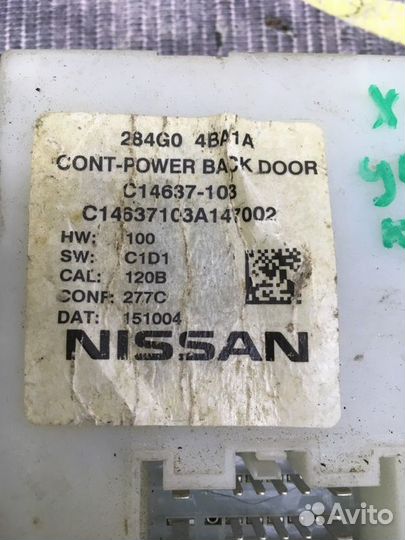 284G0 4BA1A
CONT-POWER BACK DOOR
C14637-103
C14637103A147002
HW: 100
SW: C1D1
CAL: 120B
CONF: 277C
DAT: 151004
NISSAN
X
Avito